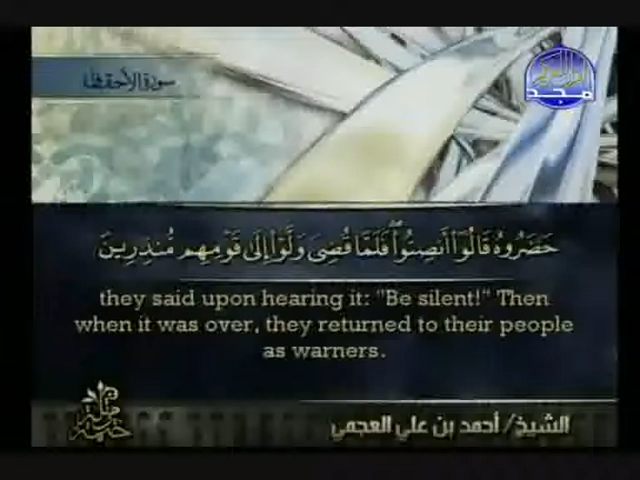 سورة الأحقاف
مجد
حَضَرُوهُ قَالُوٓا۟ أَنصِتُوا۟ ۖ فَلَمَّا قُضِىَ وَلَّوْا۟ إِلَىٰ قَوْمِهِم مُّنذِرِينَ
they said upon hearing it: "Be silent!" Then
when it was over, they returned to their people
as warners.
الشيخ/ أحمد بن علي العجمي